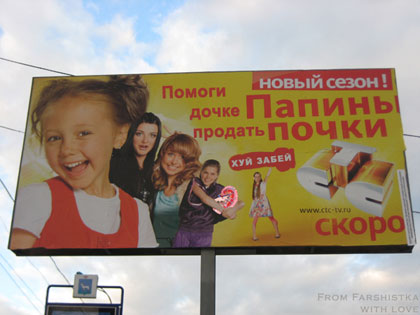 НОВЫЙ СЕЗОН!
Помоги
дочке
продать
Папины
почки
ХУЙ ЗАБЕЙ
www.ctc-tv.ru
скоро
FROM FARSHISTKA
WITH LOVE